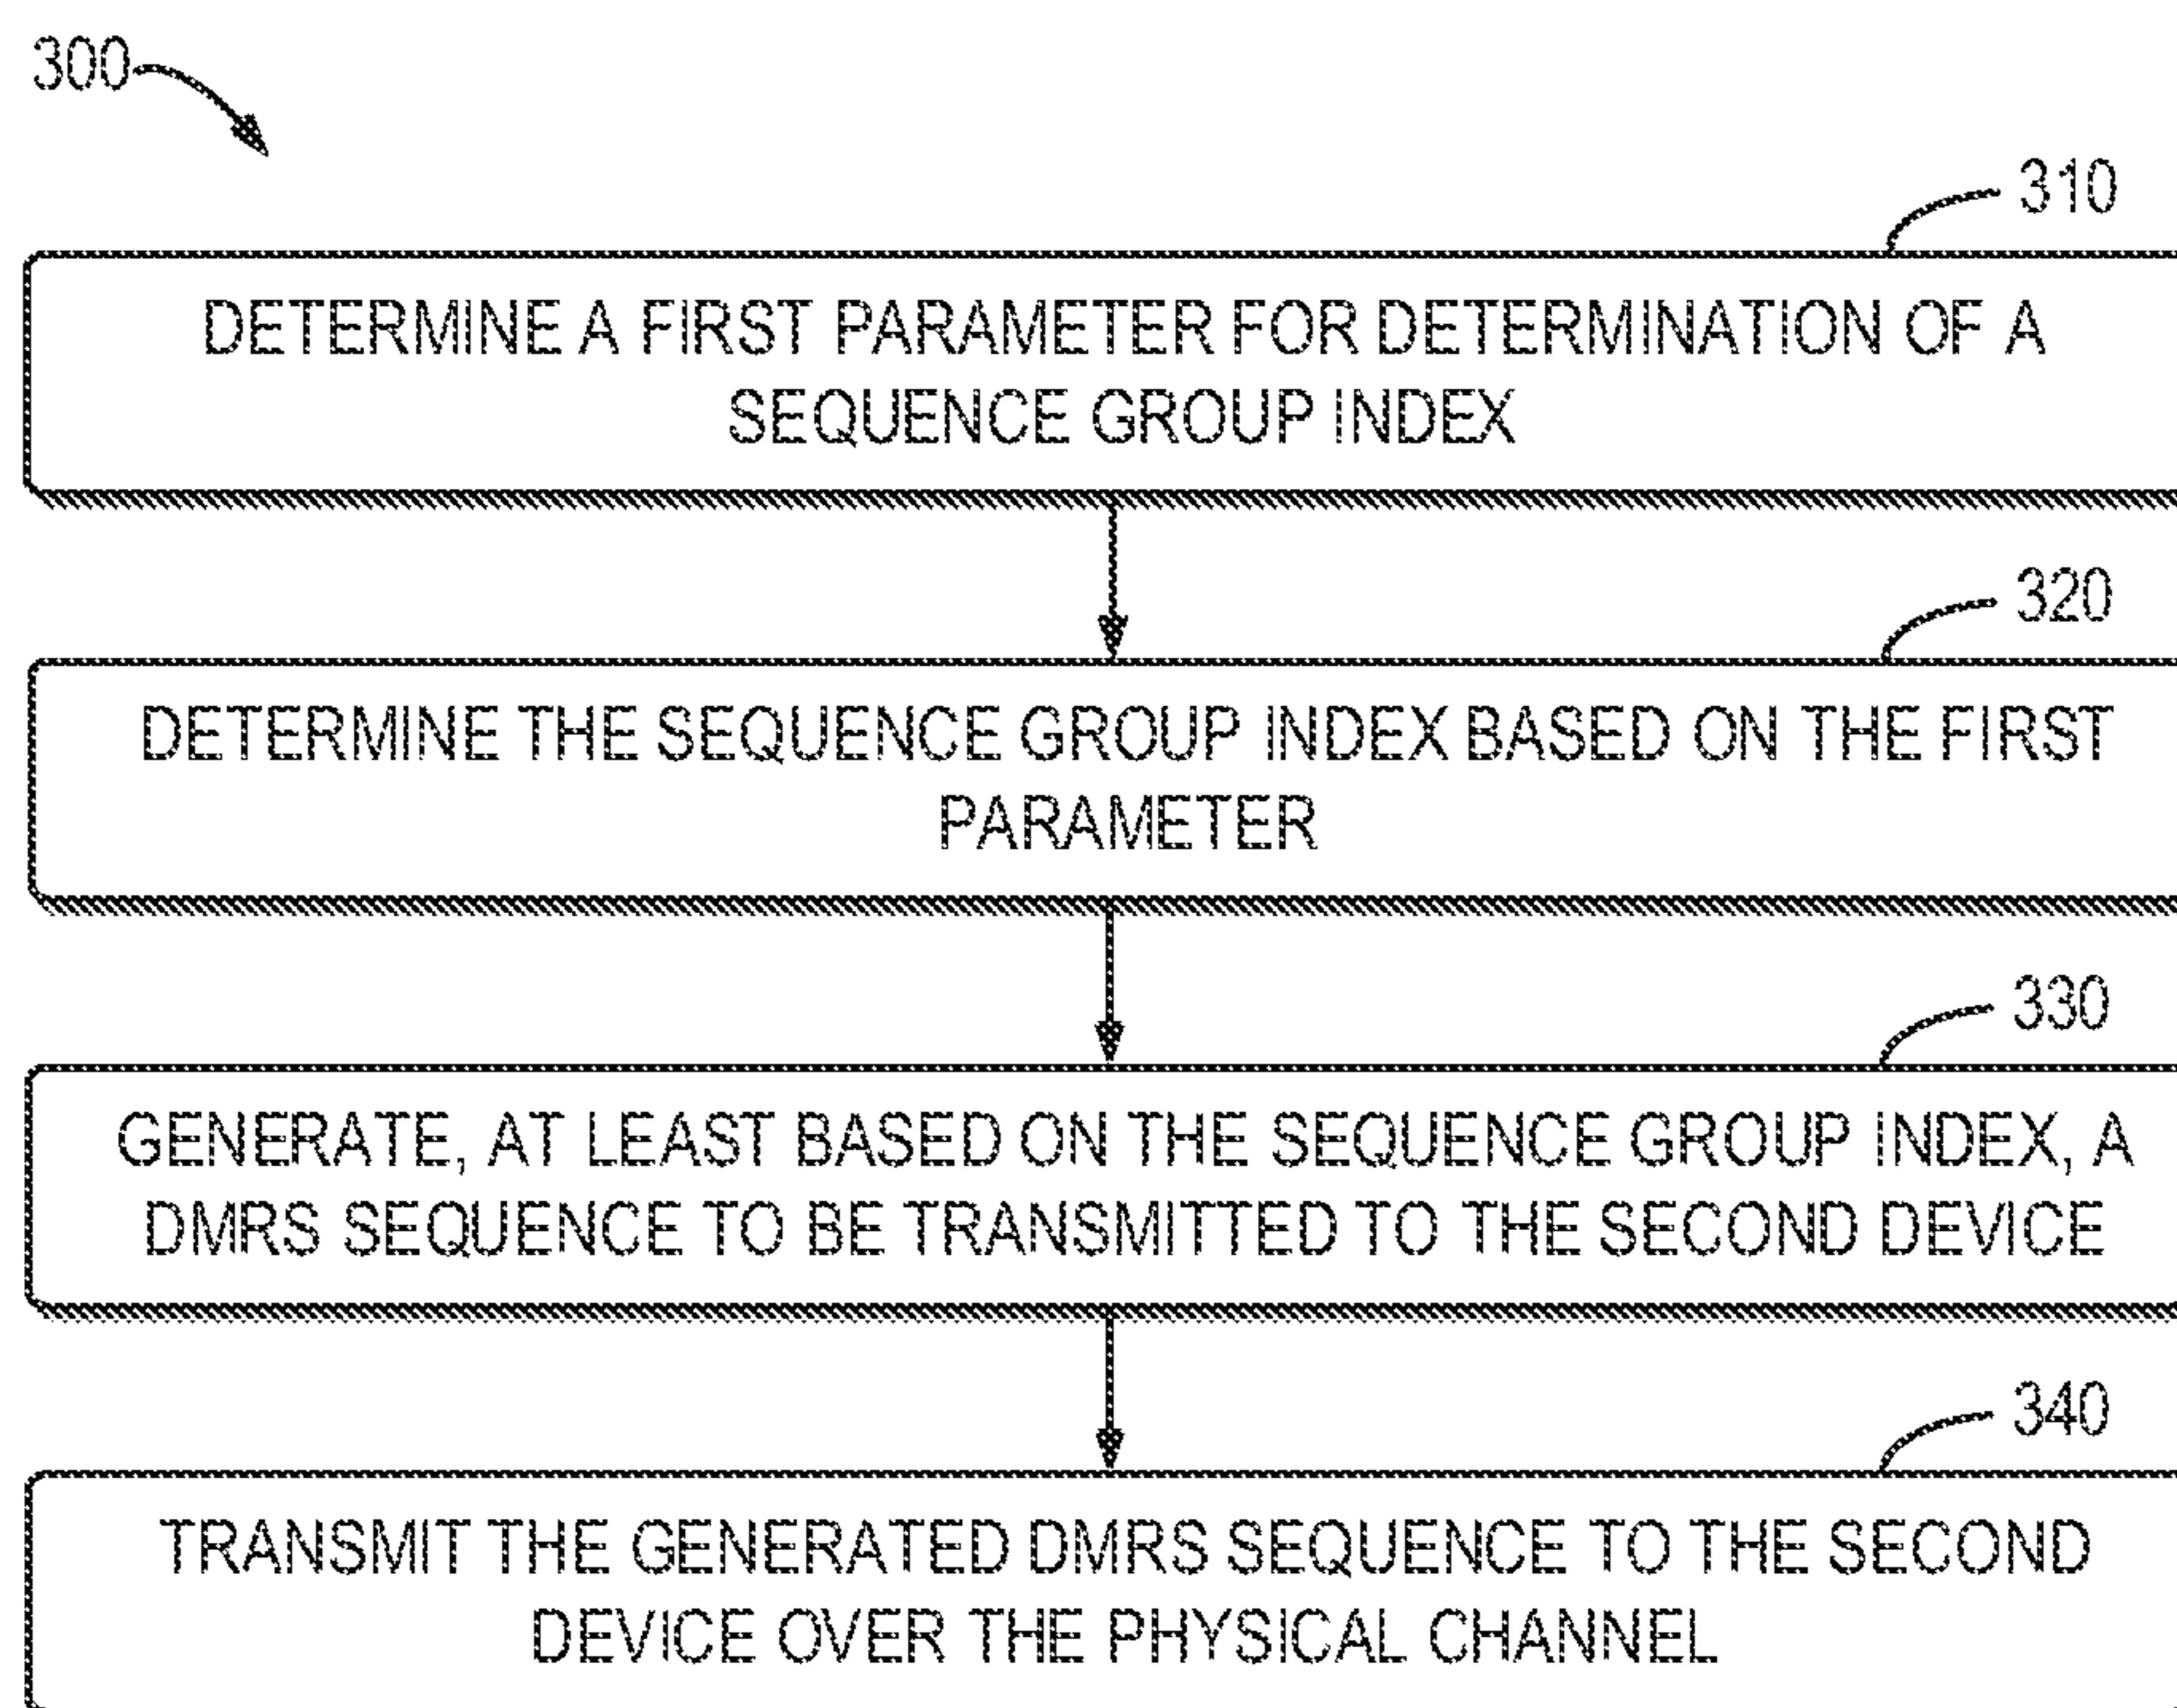 300
310
DETERMINE A FIRST PARAMETER FOR DETERMINATION OF A
SEQUENCE GROUP INDEX
320
DETERMINE THE SEQUENCE GROUP INDEX BASED ON THE FIRST
PARAMETER
330
GENERATE, AT LEAST BASED ON THE SEQUENCE GROUP INDEX, A
DMRS SEQUENCE TO BE TRANSMITTED TO THE SECOND DEVICE
340
TRANSMIT THE GENERATED DMRS SEQUENCE TO THE SECOND
DEVICE OVER THE PHYSICAL CHANNEL